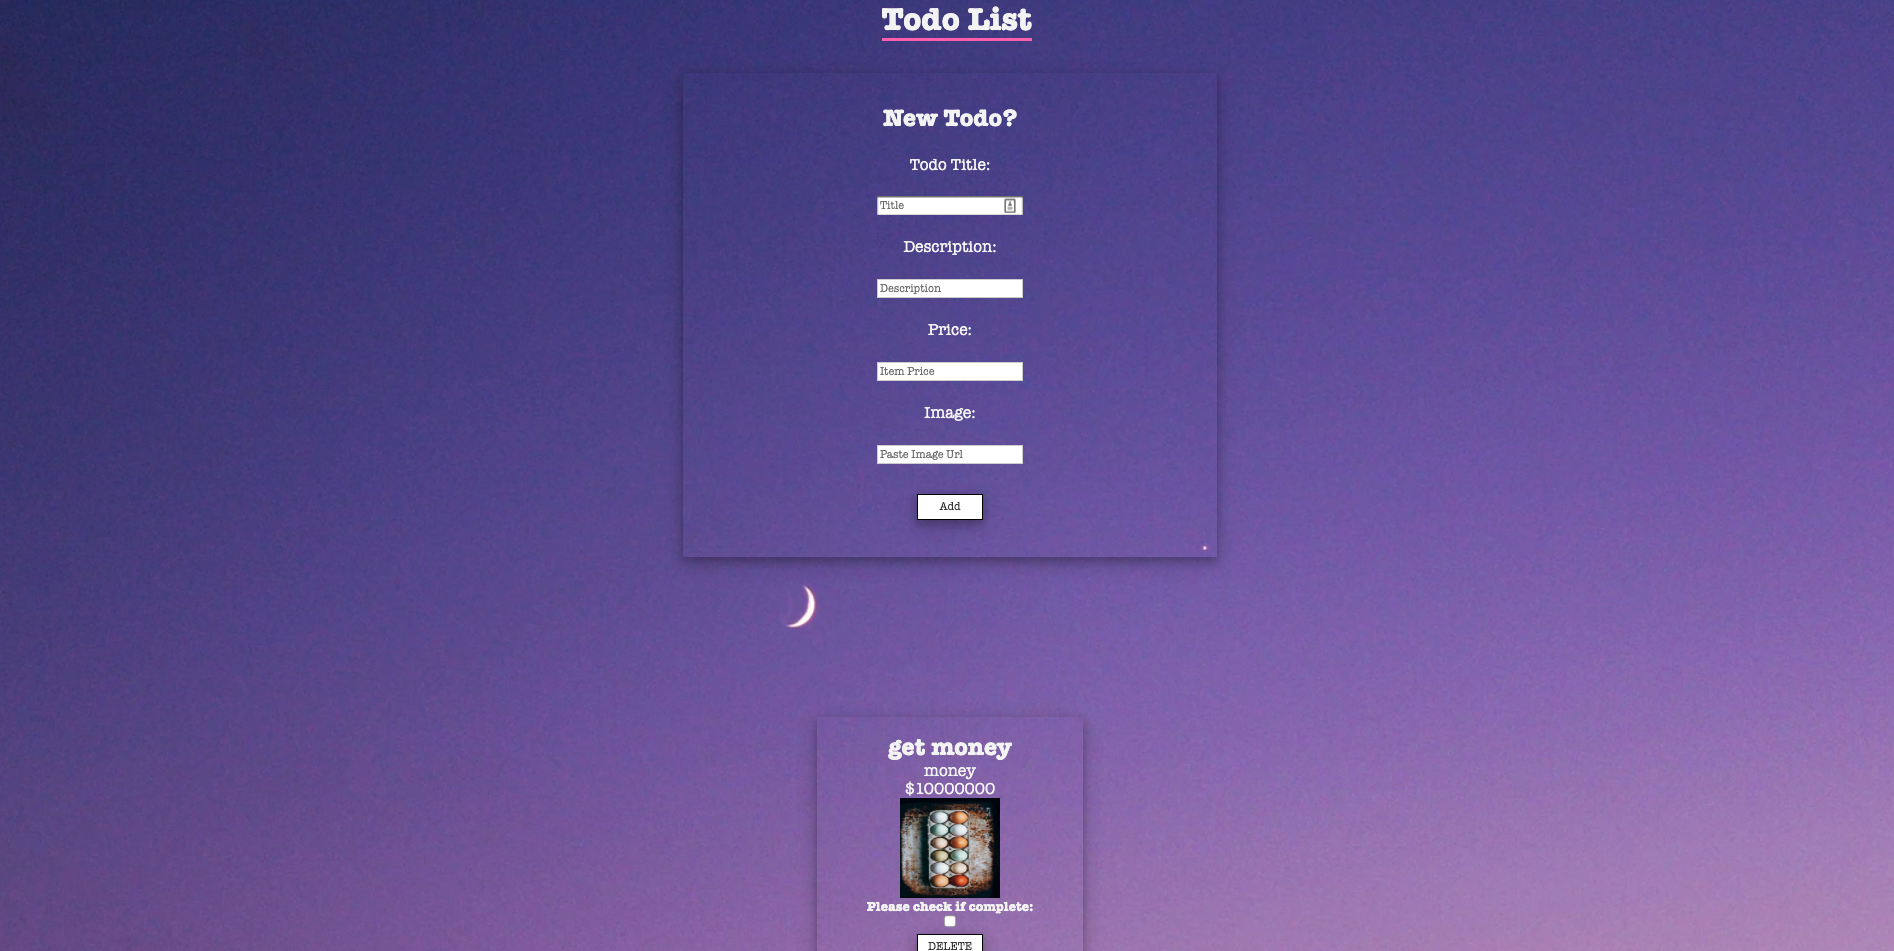 Todo List
New Todo?
Todo Title:
Title
Description:
Description
Price:
Item Price
Image:
Paste Image Url
Add
get money
money
$10000000
Please check if complete:
DELETE